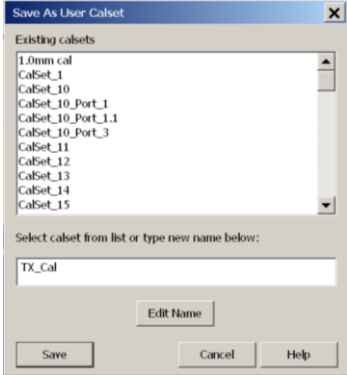 Save As User Calset
Existing calsets
1.0mm cal
CalSet_1
CalSet_10
CalSet_10_Port_1
CalSet_10_Port_1.1
CalSet_10_Port_3
CalSet_11
CalSet_12
CalSet_13
CalSet_14
CalSet_15
Select calset from list or type new name below:
TX_Cal
Edit Name
Save Cancel Help